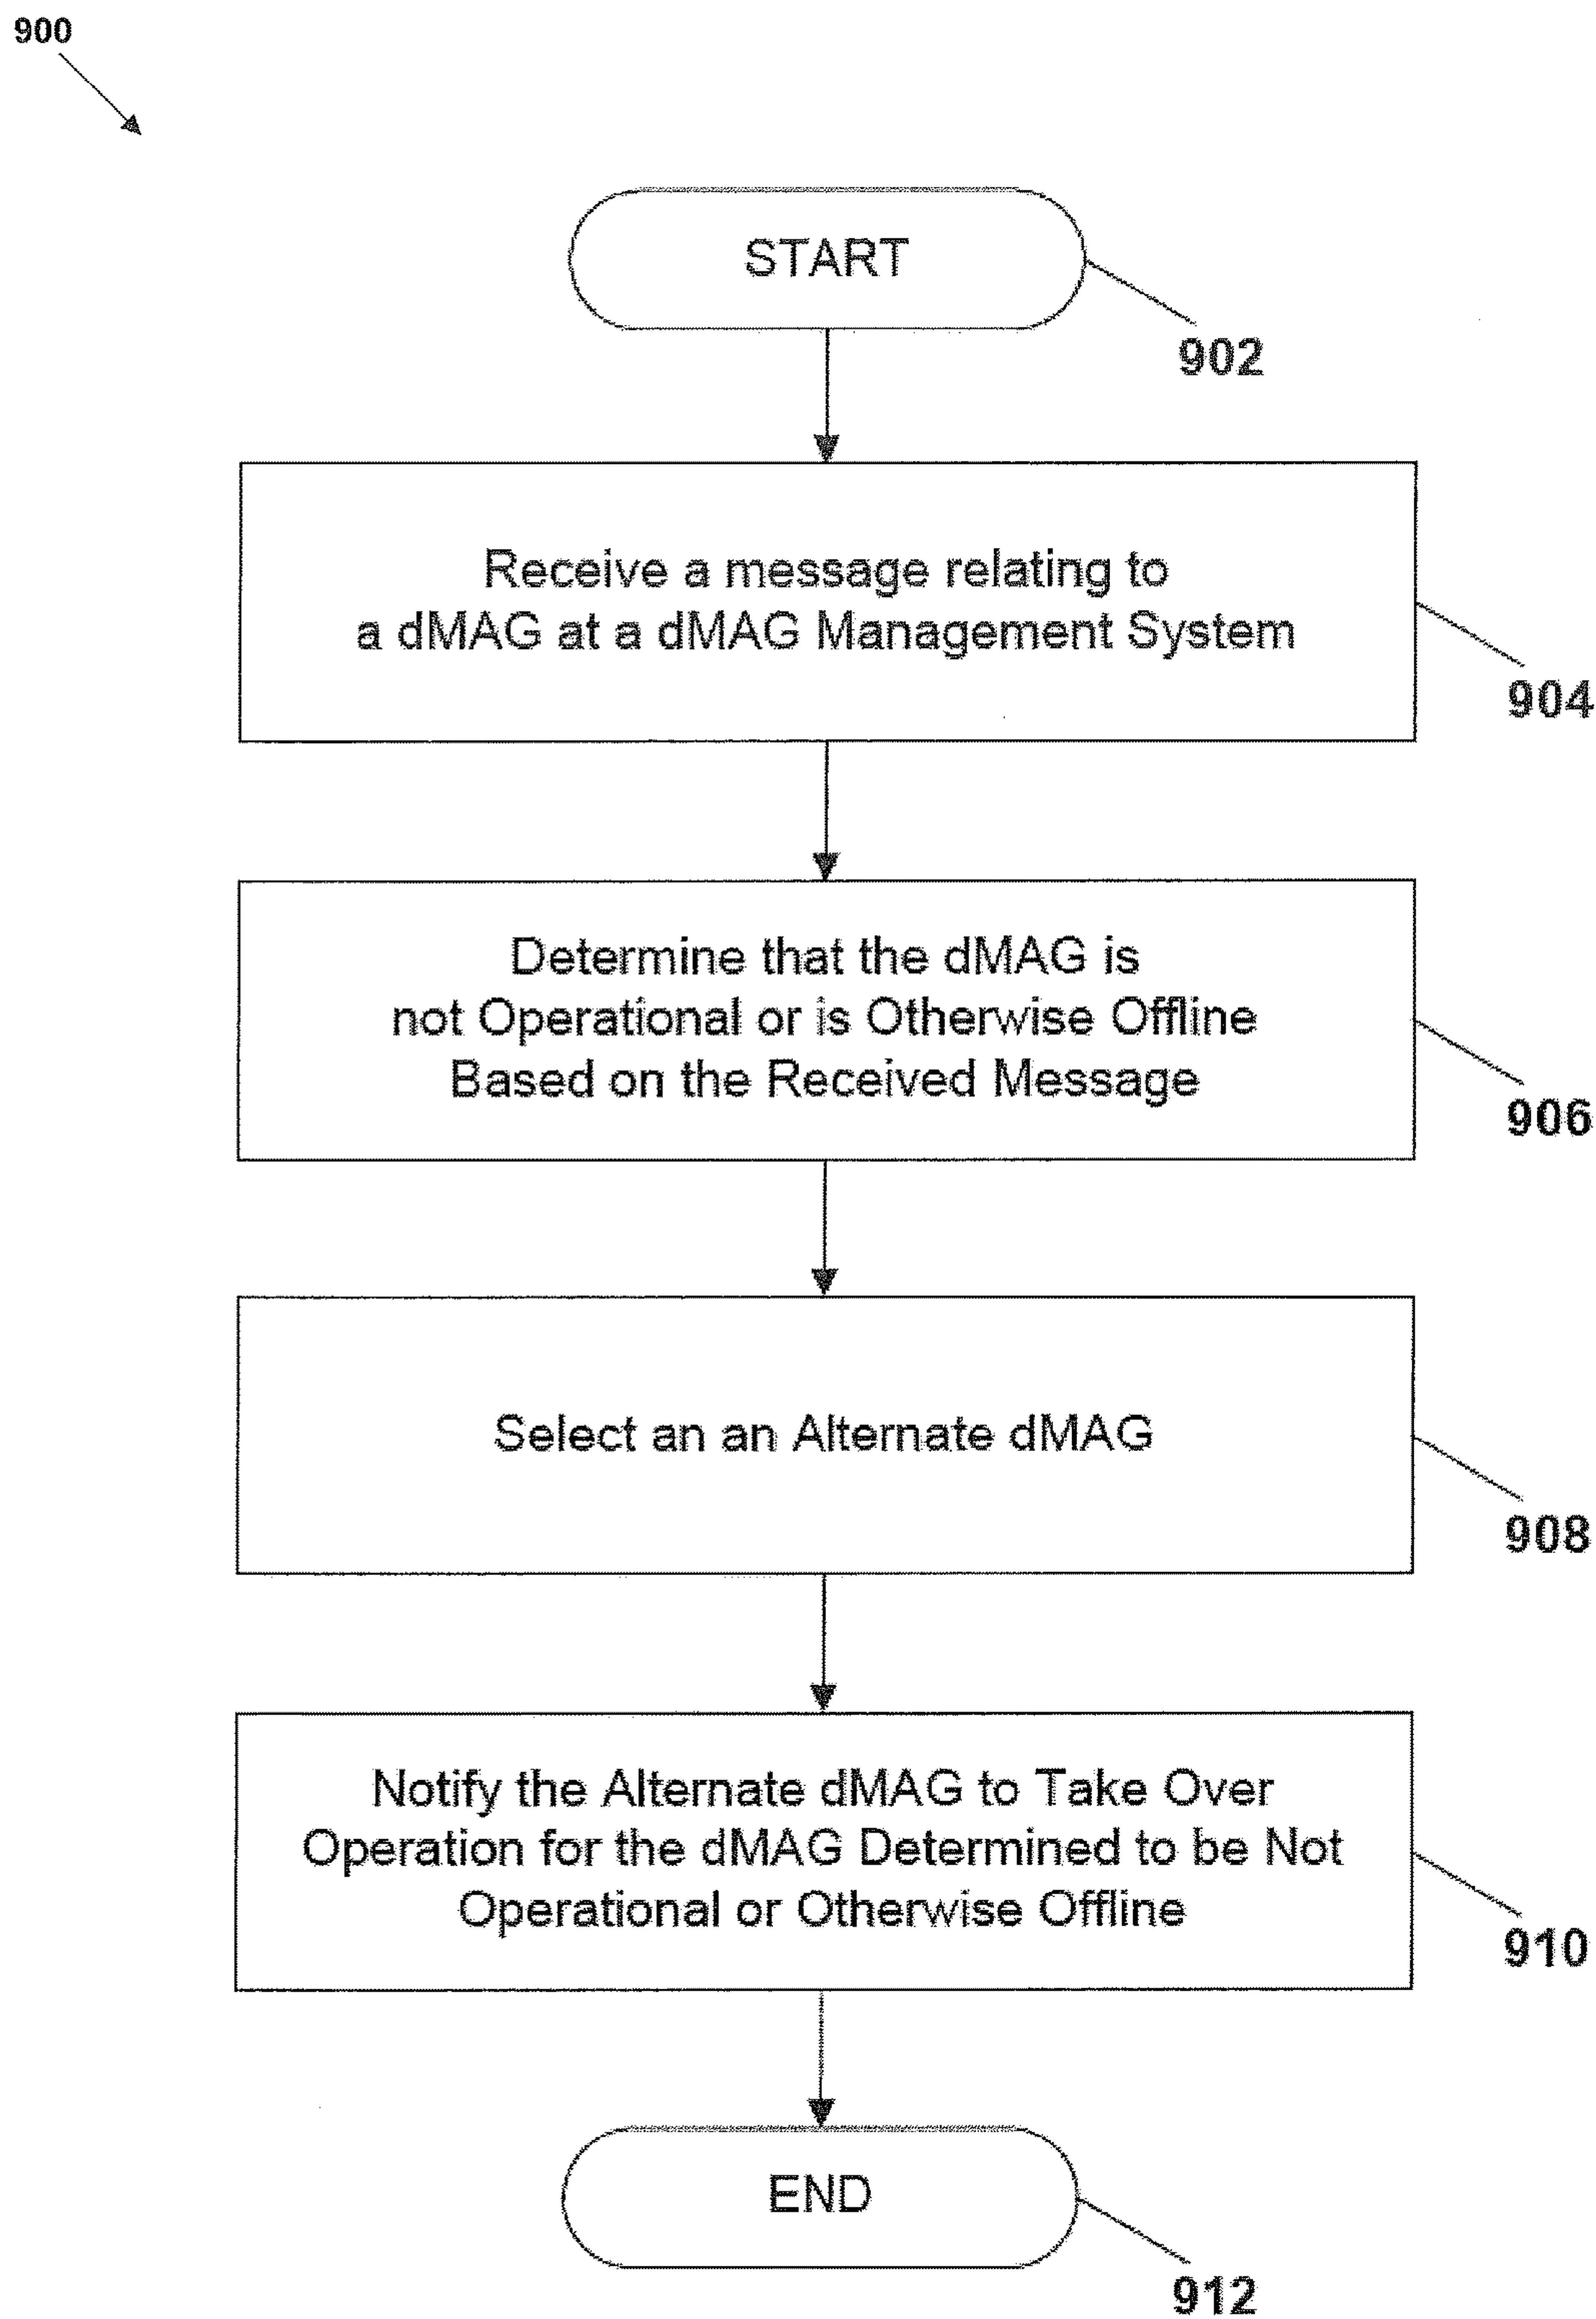 900
START
902
Receive a message relating to
a dMAG at a dMAG Management System
904
Determine that the dMAG is
not Operational or is Otherwise Offline
Based on the Received Message
906
Select an an Alternate dMAG
908
Notify the Alternate dMAG to Take Over
Operation for the dMAG Determined to be Not
Operational or Otherwise Offline
910
END
912